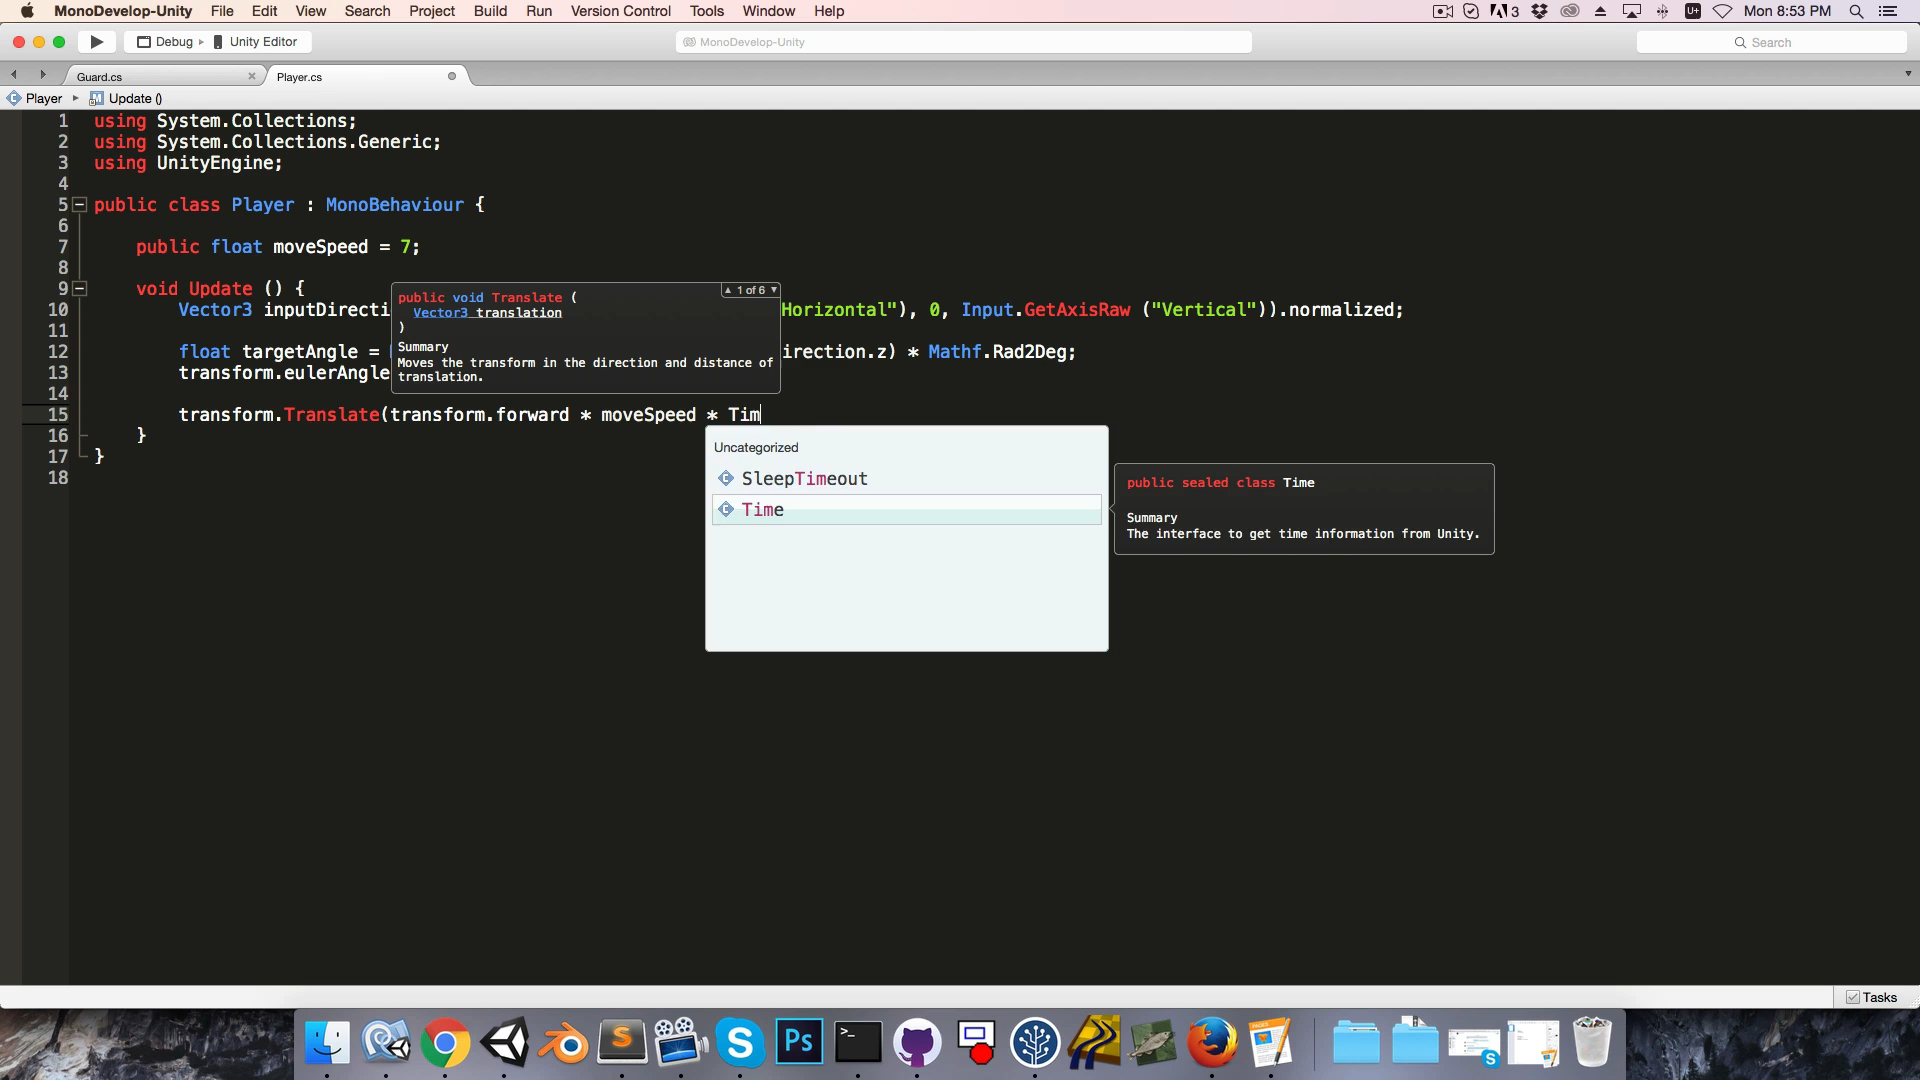 MonoDevelop-Unity File Edit View Search Project Build Run Version Control Tools Window Help 3 U+ Mon 8:53 PM
Debug Unity Editor MonoDevelop-Unity Search
Guard.cs Player.cs
Player Update ()
1 using System.Collections;
2 using System.Collections.Generic;
3 using UnityEngine;
4
5 public class Player : MonoBehaviour {
6
7 public float moveSpeed = 7;
8
9 void Update () {
10 Vector3 inputDirecti Horizontal"), 0, Input.GetAxisRaw ("Vertical")).normalized;
11
12 float targetAngle = irection.z) * Mathf.Rad2Deg;
13 transform.eulerAngle
14
15 transform.Translate(transform.forward * moveSpeed * Tim
16 }
17 }
18
1 of 6
public void Translate (
Vector3 translation
)
Summary
Moves the transform in the direction and distance of
translation.
Uncategorized
SleepTimeout
Time
public sealed class Time
Summary
The interface to get time information from Unity.
Tasks
S S Ps >_ PAGES S